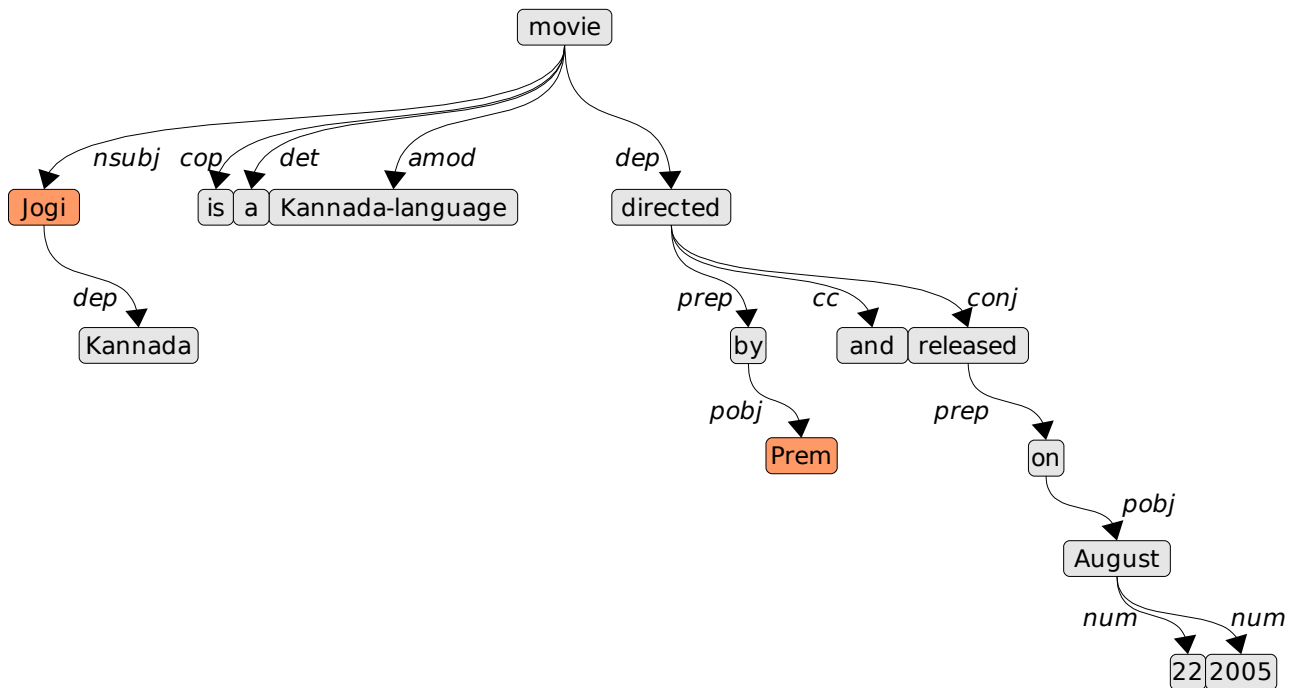 movie
nsubj cop det amod dep
Jogi is a Kannada-language directed
dep prep cc conj
Kannada by and released
pobj prep
Prem on
pobj
August
num num
22 2005